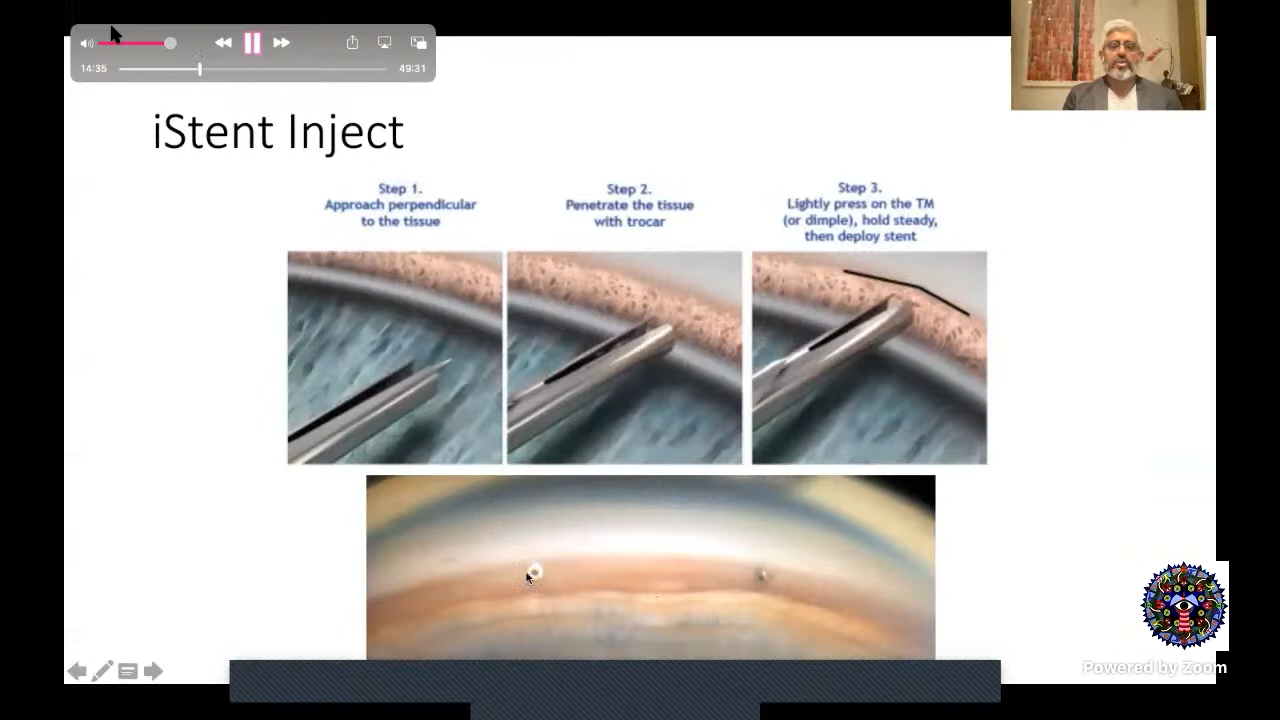 14:35
49:31
iStent Inject
Step 1.
Approach perpendicular
to the tissue
Step 2.
Penetrate the tissue
with trocar
Step 3.
Lightly press on the TM
(or dimple), hold steady,
then deploy stent
Powered by Zoom